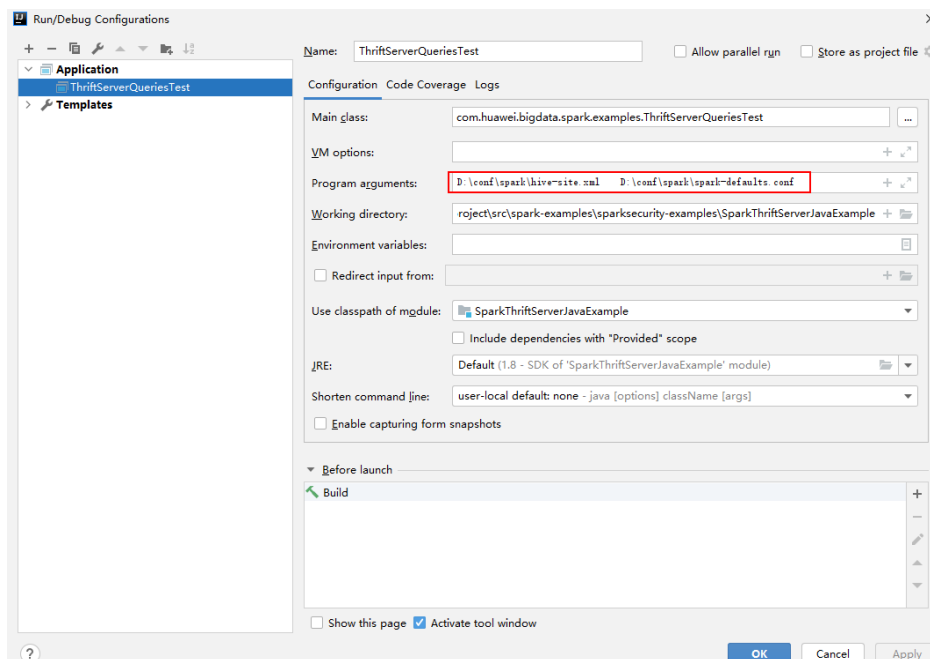 Run/Debug Configurations
Application
ThriftServerQueriesTest
Templates
Name: ThriftServerQueriesTest Allow parallel run Store as project file
Configuration Code Coverage Logs
Main class: com.huawei.bigdata.spark.examples.ThriftServerQueriesTest ...
VM options:
Program arguments: D:\conf\spark\hive-site.xml D:\conf\spark\spark-defaults.conf
Working directory: roject\src\spark-examples\sparksecurity-examples\SparkThriftServerJavaExample
Environment variables:
Redirect input from:
Use classpath of module: SparkThriftServerJavaExample
Include dependencies with "Provided" scope
JRE: Default (1.8 - SDK of 'SparkThriftServerJavaExample' module)
Shorten command line: user-local default: none - java [options] className [args]
Enable capturing form snapshots
Before launch
Build
Show this page Activate tool window
? OK Cancel Apply